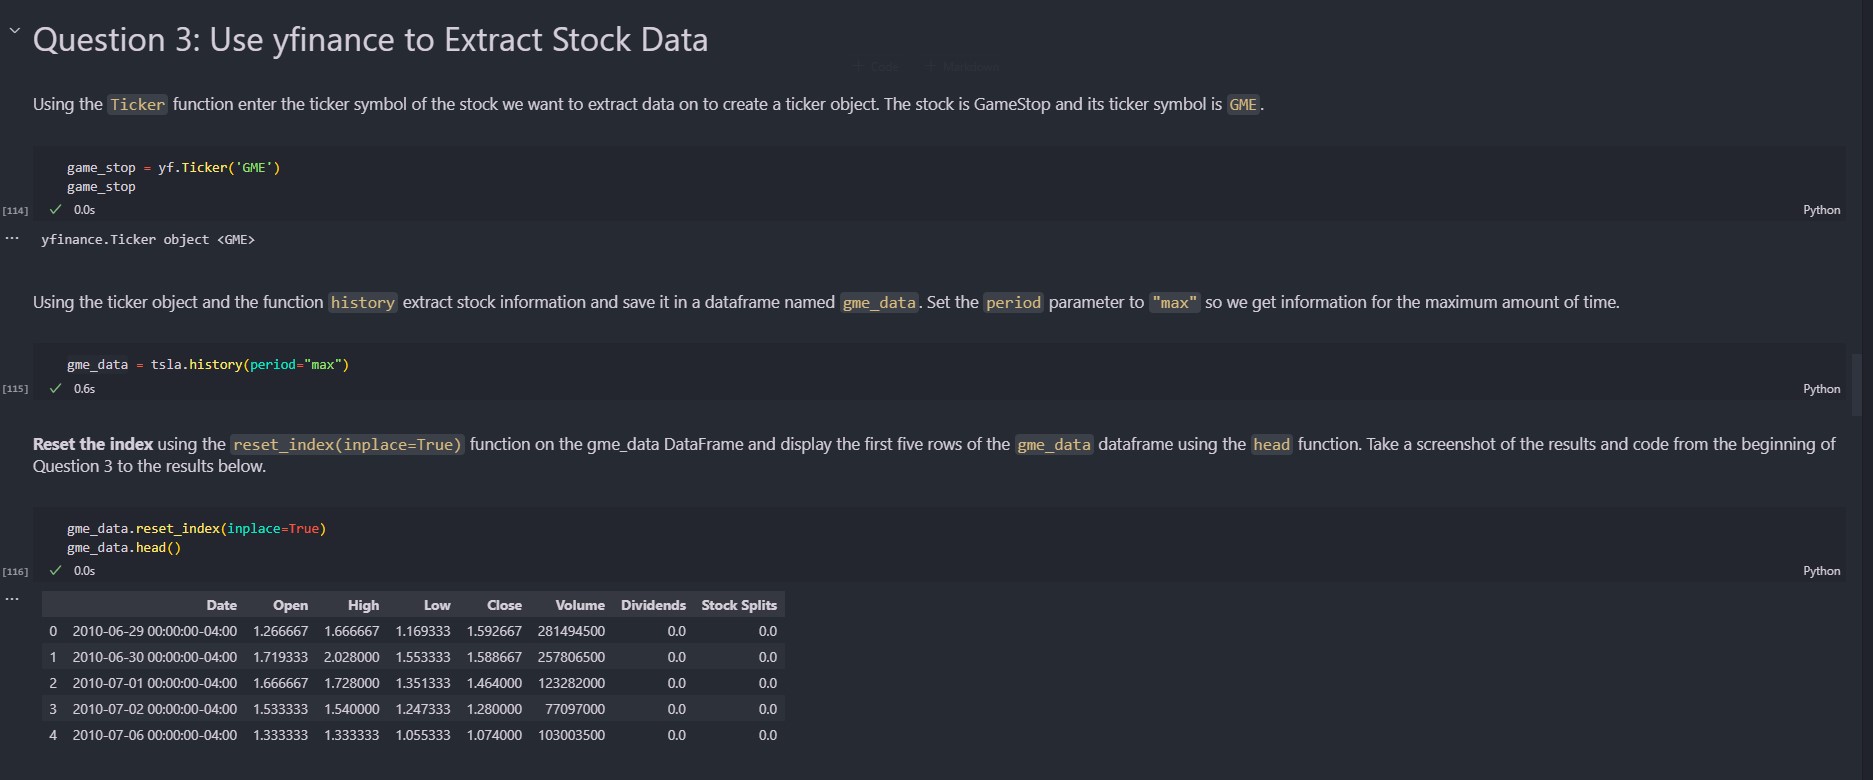 Question 3: Use yfinance to Extract Stock Data
+ Code + Markdown
Using the Ticker function enter the ticker symbol of the stock we want to extract data on to create a ticker object. The stock is GameStop and its ticker symbol is GME.
game_stop = yf.Ticker('GME')
game_stop
[114] 0.0s Python
yfinance.Ticker object <GME>
Using the ticker object and the function history extract stock information and save it in a dataframe named gme_data. Set the period parameter to "max" so we get information for the maximum amount of time.
gme_data = tsla.history(period="max")
[115] 0.6s Python
Reset the index using the reset_index(inplace=True) function on the gme_data DataFrame and display the first five rows of the gme_data dataframe using the head function. Take a screenshot of the results and code from the beginning of
Question 3 to the results below.
gme_data.reset_index(inplace=True)
gme_data.head()
[116] 0.0s Python
Date Open High Low Close Volume Dividends Stock Splits
0 2010-06-29 00:00:00-04:00 1.266667 1.666667 1.169333 1.592667 281494500 0.0 0.0
1 2010-06-30 00:00:00-04:00 1.719333 2.028000 1.553333 1.588667 257806500 0.0 0.0
2 2010-07-01 00:00:00-04:00 1.666667 1.728000 1.351333 1.464000 123282000 0.0 0.0
3 2010-07-02 00:00:00-04:00 1.533333 1.540000 1.247333 1.280000 77097000 0.0 0.0
4 2010-07-06 00:00:00-04:00 1.333333 1.333333 1.055333 1.074000 103003500 0.0 0.0